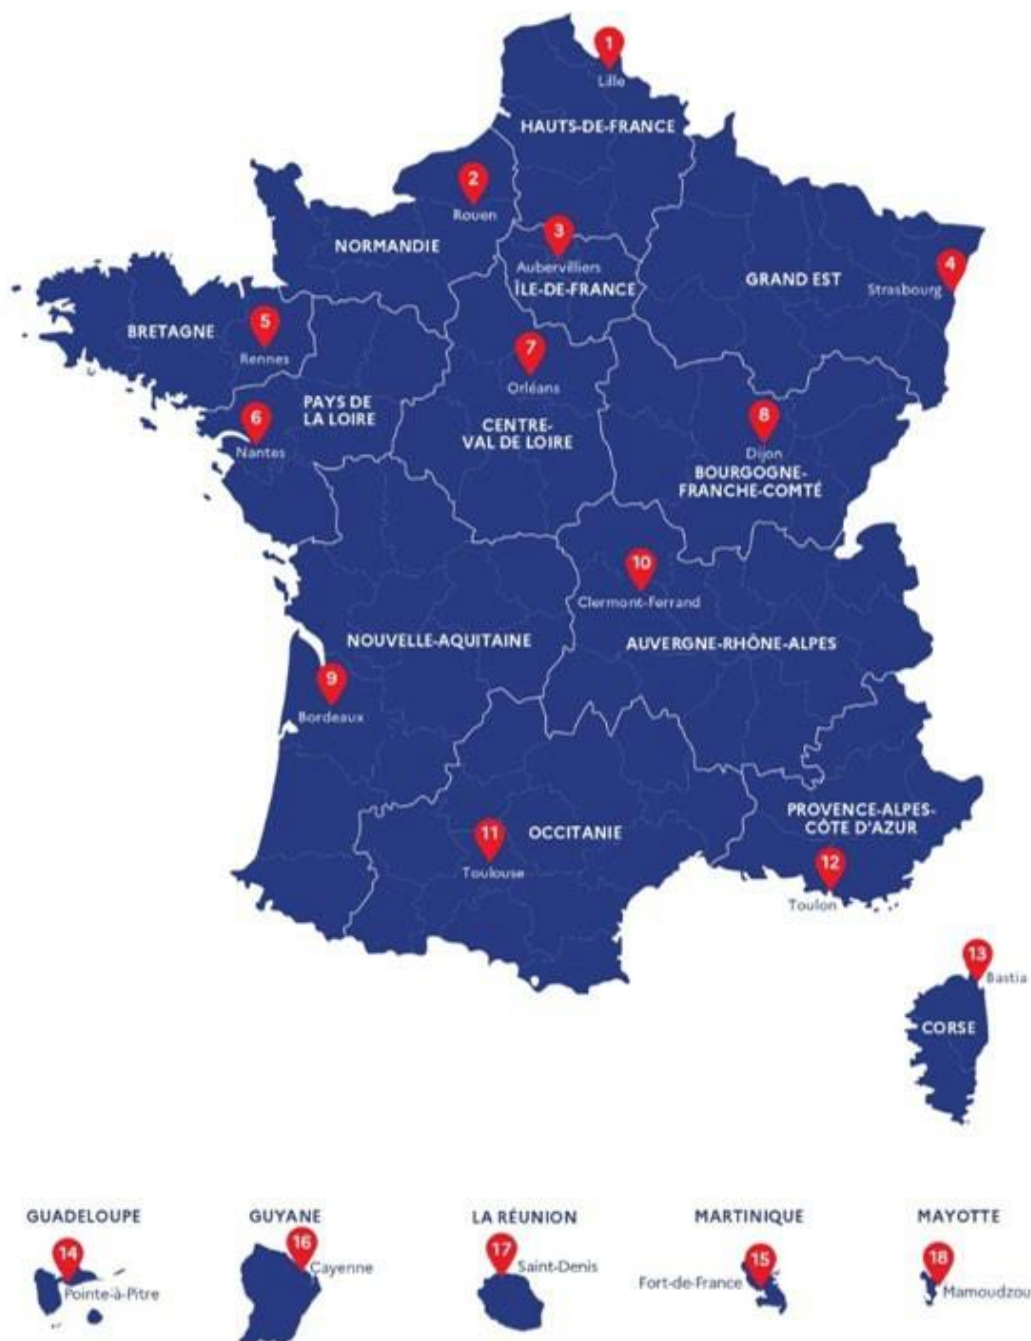 1
Lille
HAUTS-DE-FRANCE
2
Rouen
3
Aubervilliers
ÎLE-DE-FRANCE
NORMANDIE
GRAND EST
4
Strasbourg
BRETAGNE
5
Rennes
7
Orléans
PAYS DE
LA LOIRE
6
Nantes
CENTRE-
VAL DE LOIRE
8
Dijon
BOURGOGNE-
FRANCHE-COMTÉ
10
Clermont-Ferrand
NOUVELLE-AQUITAINE
AUVERGNE-RHÔNE-ALPES
9
Bordeaux
11
Toulouse
OCCITANIE
PROVENCE-ALPES-
CÔTE D'AZUR
12
Toulon
13
Bastia
CORSE
GUADELOUPE
14
Pointe-à-Pitre
GUYANE
16
Cayenne
LA RÉUNION
17
Saint-Denis
MARTINIQUE
15
Fort-de-France
MAYOTTE
18
Mamoudzou